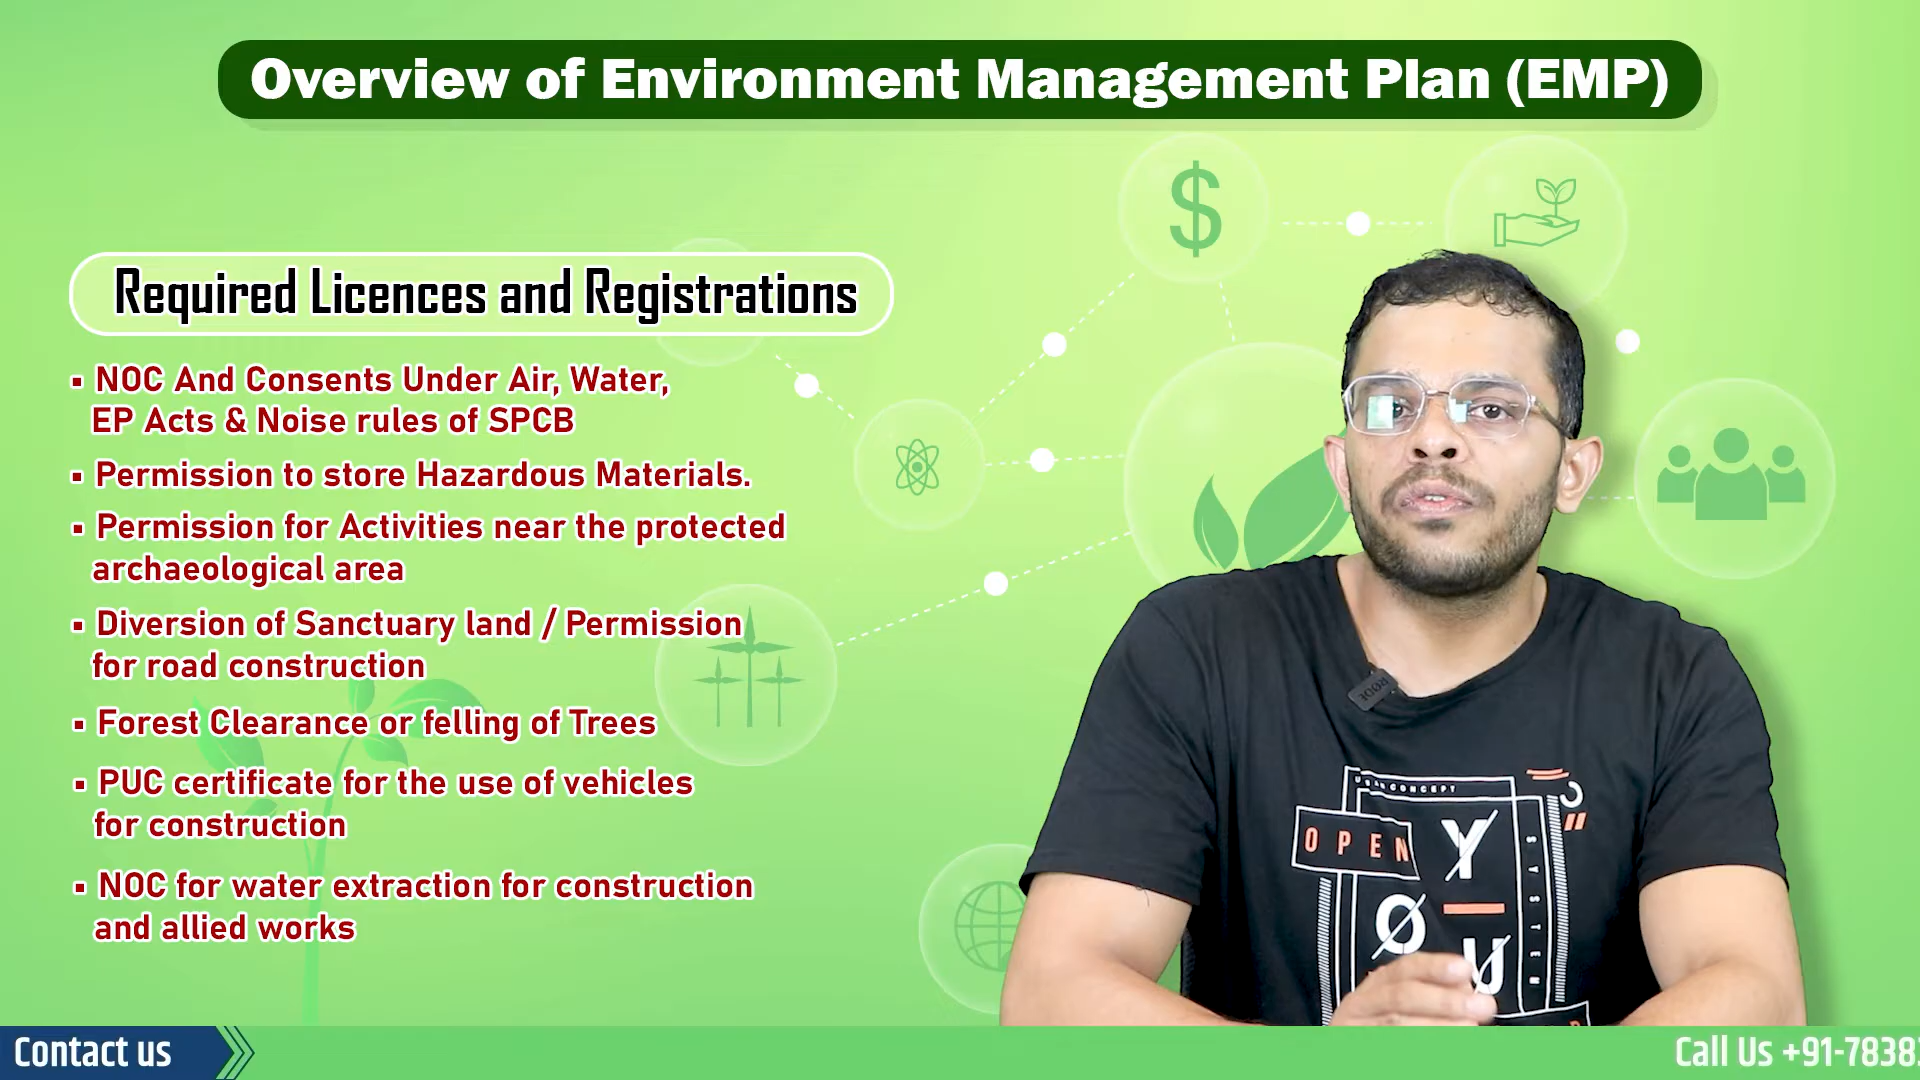 Overview of Environment Management Plan (EMP)
Required Licences and Registrations
▪ NOC And Consents Under Air, Water,
EP Acts & Noise rules of SPCB
▪ Permission to store Hazardous Materials.
▪ Permission for Activities near the protected
archaeological area
▪ Diversion of Sanctuary land / Permission
for road construction
▪ Forest Clearance or felling of Trees
▪ PUC certificate for the use of vehicles
for construction
▪ NOC for water extraction for construction
and allied works
$
RØDE
CONCEPT
OPEN
YOU
SYSTEM
Contact us
Call Us +91-7838